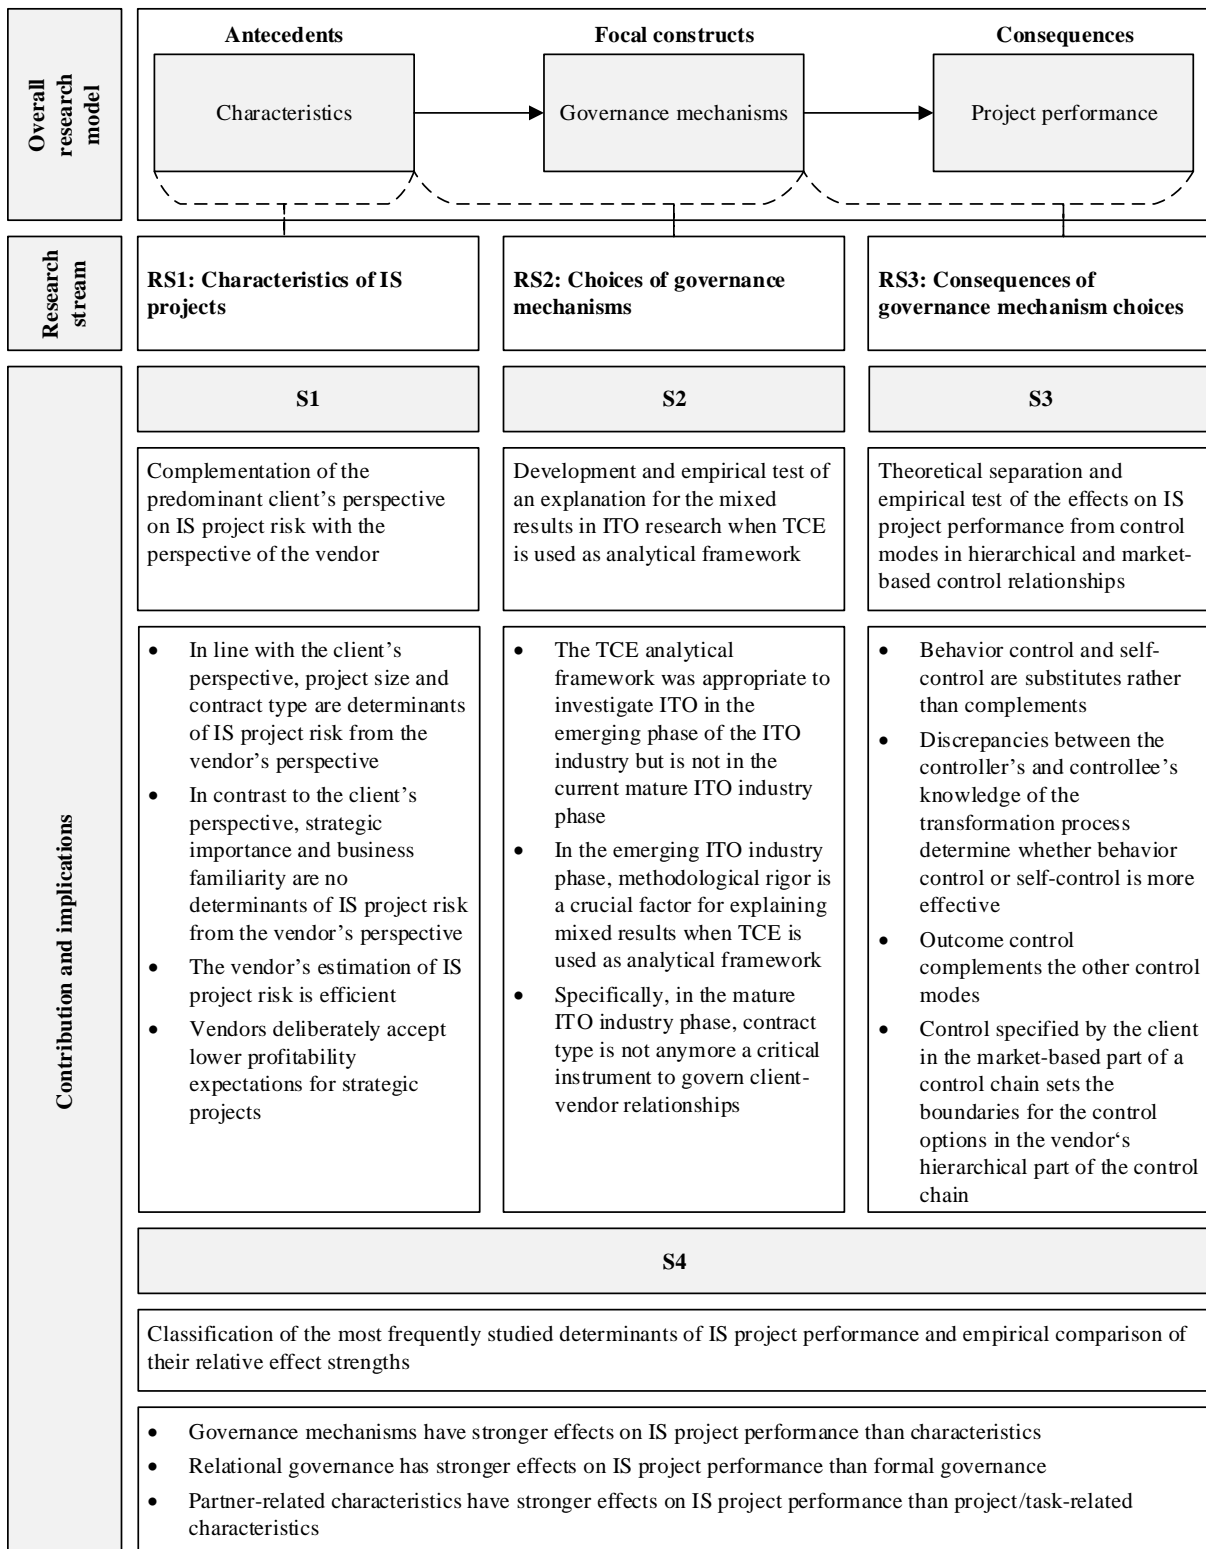 Overall
research
model
Antecedents
Focal constructs
Consequences
Characteristics
Governance mechanisms
Project performance
Research
stream
RS1: Characteristics of IS
projects
RS2: Choices of governance
mechanisms
RS3: Consequences of
governance mechanism choices
Contribution and implications
S1
S2
S3
Complementation of the
predominant client’s perspective
on IS project risk with the
perspective of the vendor
Development and empirical test of
an explanation for the mixed
results in ITO research when TCE
is used as analytical framework
Theoretical separation and
empirical test of the effects on IS
project performance from control
modes in hierarchical and market-
based control relationships
• In line with the client’s
perspective, project size and
contract type are determinants
of IS project risk from the
vendor’s perspective
• In contrast to the client’s
perspective, strategic
importance and business
familiarity are no
determinants of IS project risk
from the vendor’s perspective
• The vendor’s estimation of IS
project risk is efficient
• Vendors deliberately accept
lower profitability
expectations for strategic
projects
• The TCE analytical
framework was appropriate to
investigate ITO in the
emerging phase of the ITO
industry but is not in the
current mature ITO industry
phase
• In the emerging ITO industry
phase, methodological rigor is
a crucial factor for explaining
mixed results when TCE is
used as analytical framework
• Specifically, in the mature
ITO industry phase, contract
type is not anymore a critical
instrument to govern client-
vendor relationships
• Behavior control and self-
control are substitutes rather
than complements
• Discrepancies between the
controller’s and controllee’s
knowledge of the
transformation process
determine whether behavior
control or self-control is more
effective
• Outcome control
complements the other control
modes
• Control specified by the client
in the market-based part of a
control chain sets the
boundaries for the control
options in the vendor‘s
hierarchical part of the control
chain
S4
Classification of the most frequently studied determinants of IS project performance and empirical comparison of
their relative effect strengths
• Governance mechanisms have stronger effects on IS project performance than characteristics
• Relational governance has stronger effects on IS project performance than formal governance
• Partner-related characteristics have stronger effects on IS project performance than project/task-related
characteristics